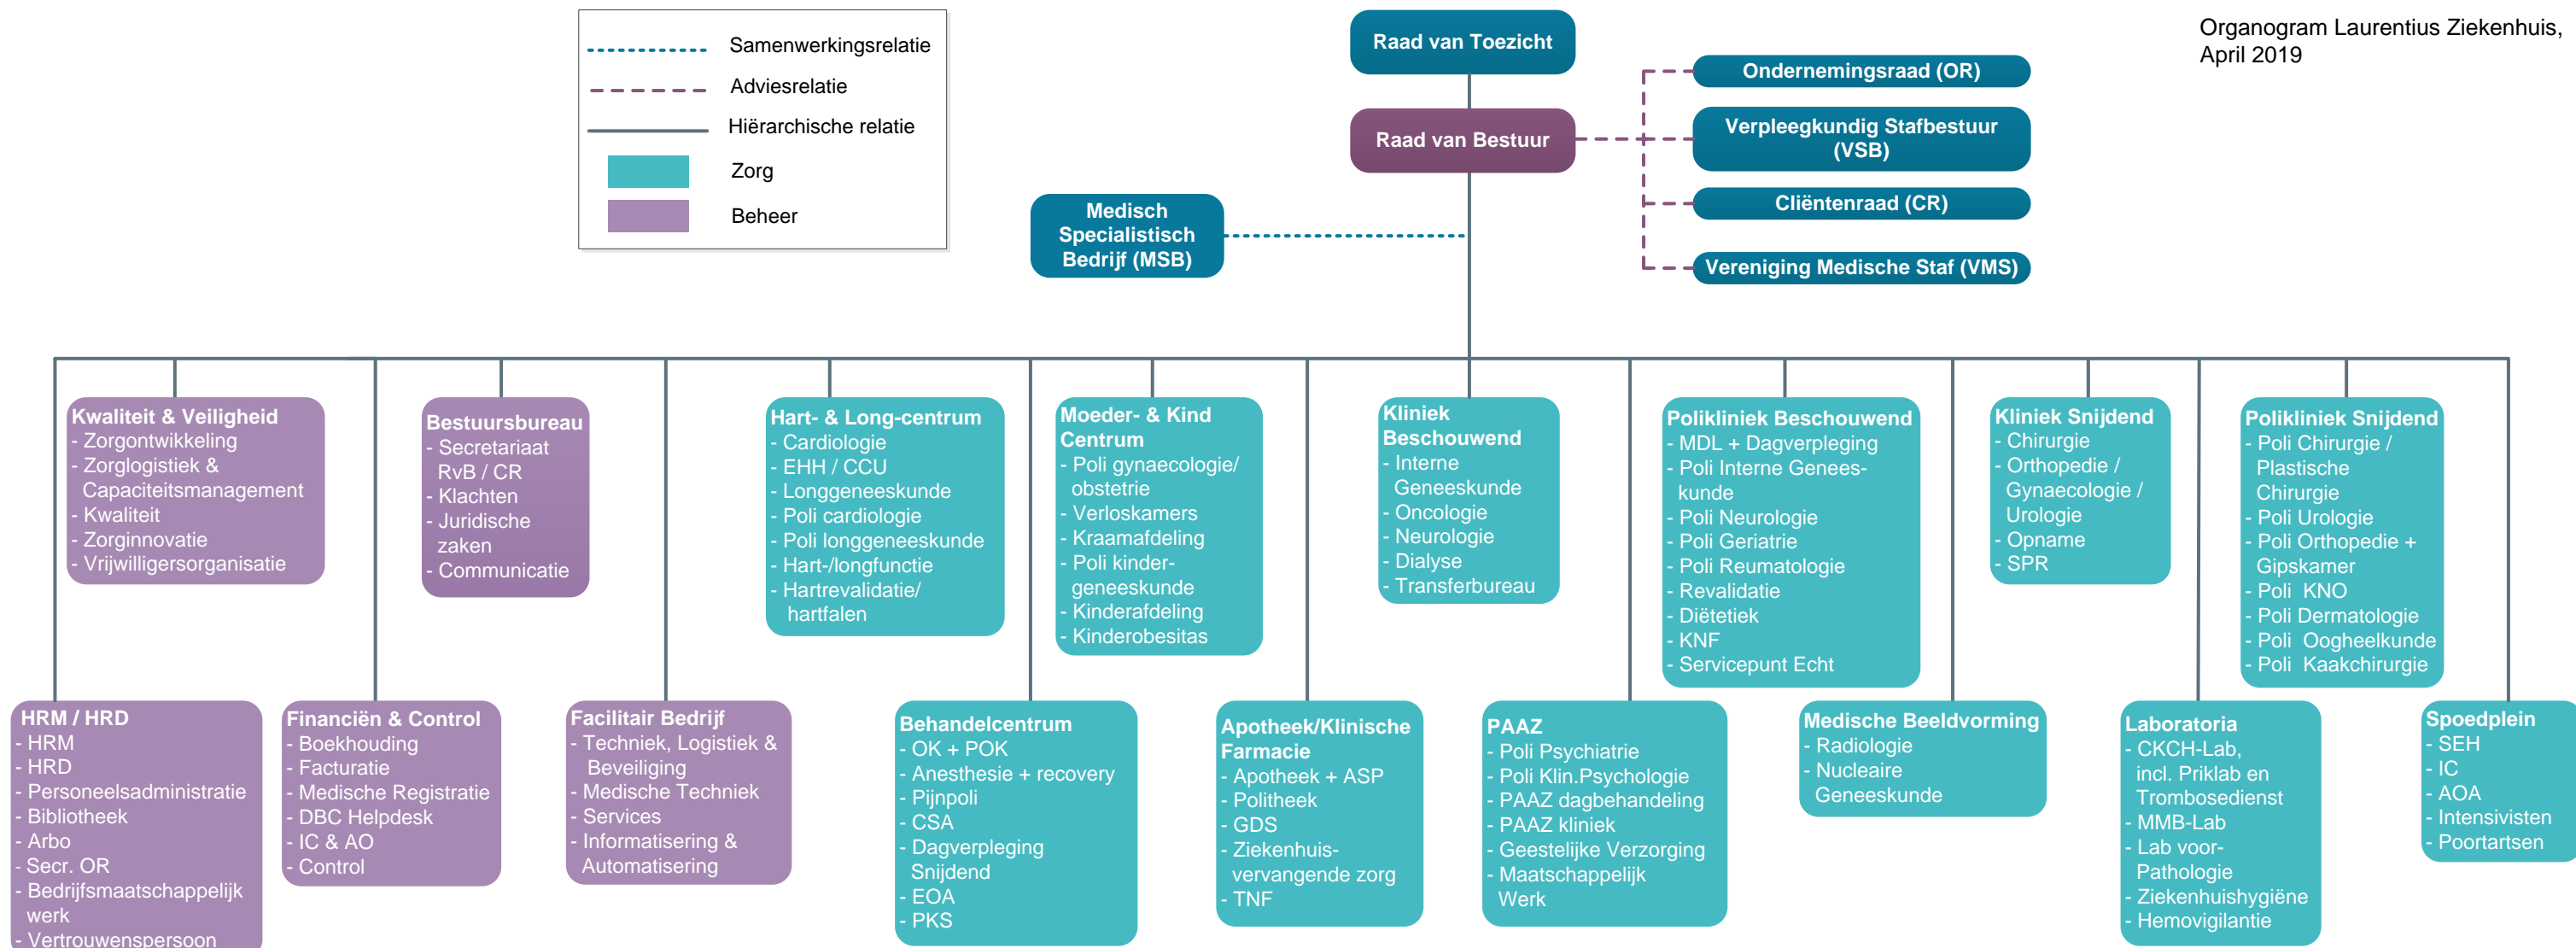 Organogram Laurentius Ziekenhuis,
April 2019
Samenwerkingsrelatie
Adviesrelatie
Hiërarchische relatie
Zorg
Beheer
Raad van Toezicht
Raad van Bestuur
Ondernemingsraad (OR)
Verpleegkundig Stafbestuur
(VSB)
Cliëntenraad (CR)
Vereniging Medische Staf (VMS)
Medisch
Specialistisch
Bedrijf (MSB)
Kwaliteit & Veiligheid
- Zorgontwikkeling
- Zorglogistiek &
Capaciteitsmanagement
- Kwaliteit
- Zorginnovatie
- Vrijwilligersorganisatie
Bestuursbureau
- Secretariaat
RvB / CR
- Klachten
- Juridische
zaken
- Communicatie
Hart- & Long-centrum
- Cardiologie
- EHH / CCU
- Longgeneeskunde
- Poli cardiologie
- Poli longgeneeskunde
- Hart-/longfunctie
- Hartrevalidatie/
hartfalen
Moeder- & Kind
Centrum
- Poli gynaecologie/
obstetrie
- Verloskamers
- Kraamafdeling
- Poli kinder-
geneeskunde
- Kinderafdeling
- Kinderobesitas
Kliniek
Beschouwend
- Interne
Geneeskunde
- Oncologie
- Neurologie
- Dialyse
- Transferbureau
Polikliniek Beschouwend
- MDL + Dagverpleging
- Poli Interne Genees-
kunde
- Poli Neurologie
- Poli Geriatrie
- Poli Reumatologie
- Revalidatie
- Diëtetiek
- KNF
- Servicepunt Echt
Kliniek Snijdend
- Chirurgie
- Orthopedie /
Gynaecologie /
Urologie
- Opname
- SPR
Polikliniek Snijdend
- Poli Chirurgie /
Plastische
Chirurgie
- Poli Urologie
- Poli Orthopedie +
Gipskamer
- Poli KNO
- Poli Dermatologie
- Poli Oogheelkunde
- Poli Kaakchirurgie
HRM / HRD
- HRM
- HRD
- Personeelsadministratie
- Bibliotheek
- Arbo
- Secr. OR
- Bedrijfsmaatschappelijk
werk
- Vertrouwenspersoon
Financiën & Control
- Boekhouding
- Facturatie
- Medische Registratie
- DBC Helpdesk
- IC & AO
- Control
Facilitair Bedrijf
- Techniek, Logistiek &
Beveiliging
- Medische Techniek
- Services
- Informatisering &
Automatisering
Behandelcentrum
- OK + POK
- Anesthesie + recovery
- Pijnpoli
- CSA
- Dagverpleging
Snijdend
- EOA
- PKS
Apotheek/Klinische
Farmacie
- Apotheek + ASP
- Politheek
- GDS
- Ziekenhuis-
vervangende zorg
- TNF
PAAZ
- Poli Psychiatrie
- Poli Klin.Psychologie
- PAAZ dagbehandeling
- PAAZ kliniek
- Geestelijke Verzorging
- Maatschappelijk
Werk
Medische Beeldvorming
- Radiologie
- Nucleaire
Geneeskunde
Laboratoria
- CKCH-Lab,
incl. Priklab en
Trombosedienst
- MMB-Lab
- Lab voor-
Pathologie
- Ziekenhuishygiëne
- Hemovigilantie
Spoedplein
- SEH
- IC
- AOA
- Intensivisten
- Poortartsen